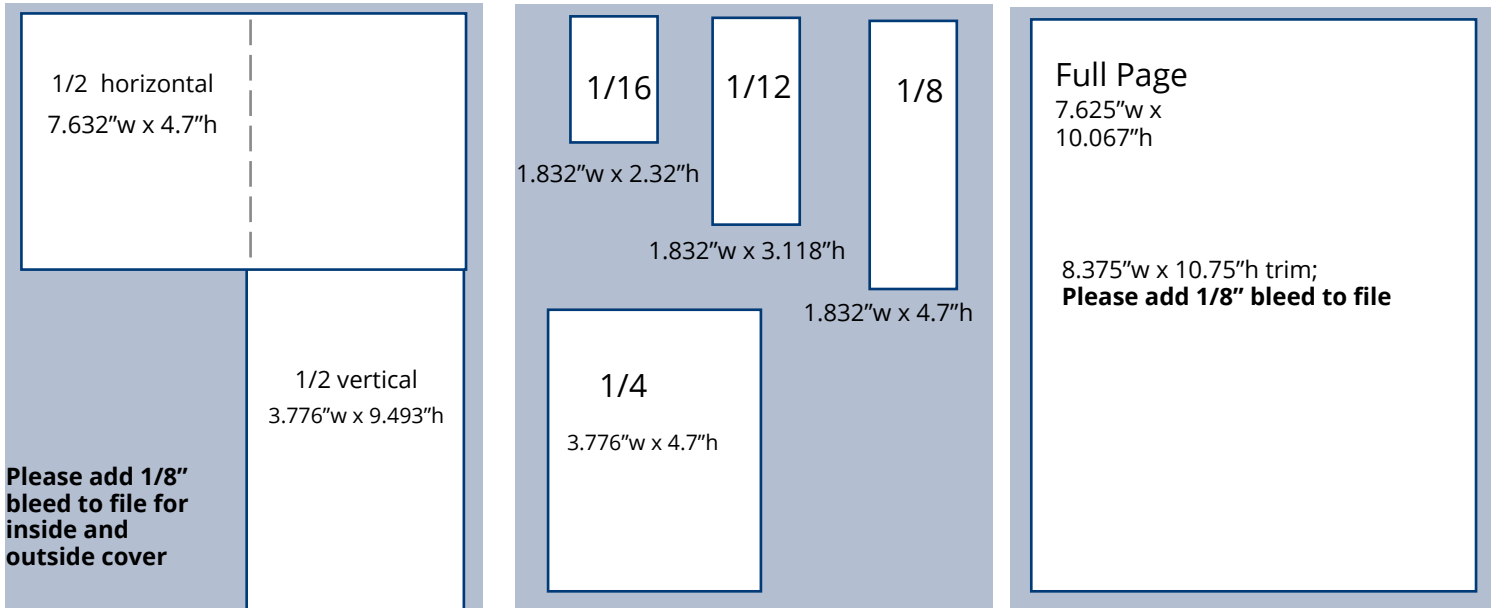 1/2 horizontal
7.632”w x 4.7”h
1/2 vertical
3.776”w x 9.493”h
Please add 1/8”
bleed to file for
inside and
outside cover
1/16
1.832”w x 2.32”h
1/12
1.832”w x 3.118”h
1/8
1.832”w x 4.7”h
1/4
3.776”w x 4.7”h
Full Page
7.625”w x
10.067”h
8.375”w x 10.75”h trim;
Please add 1/8” bleed to file